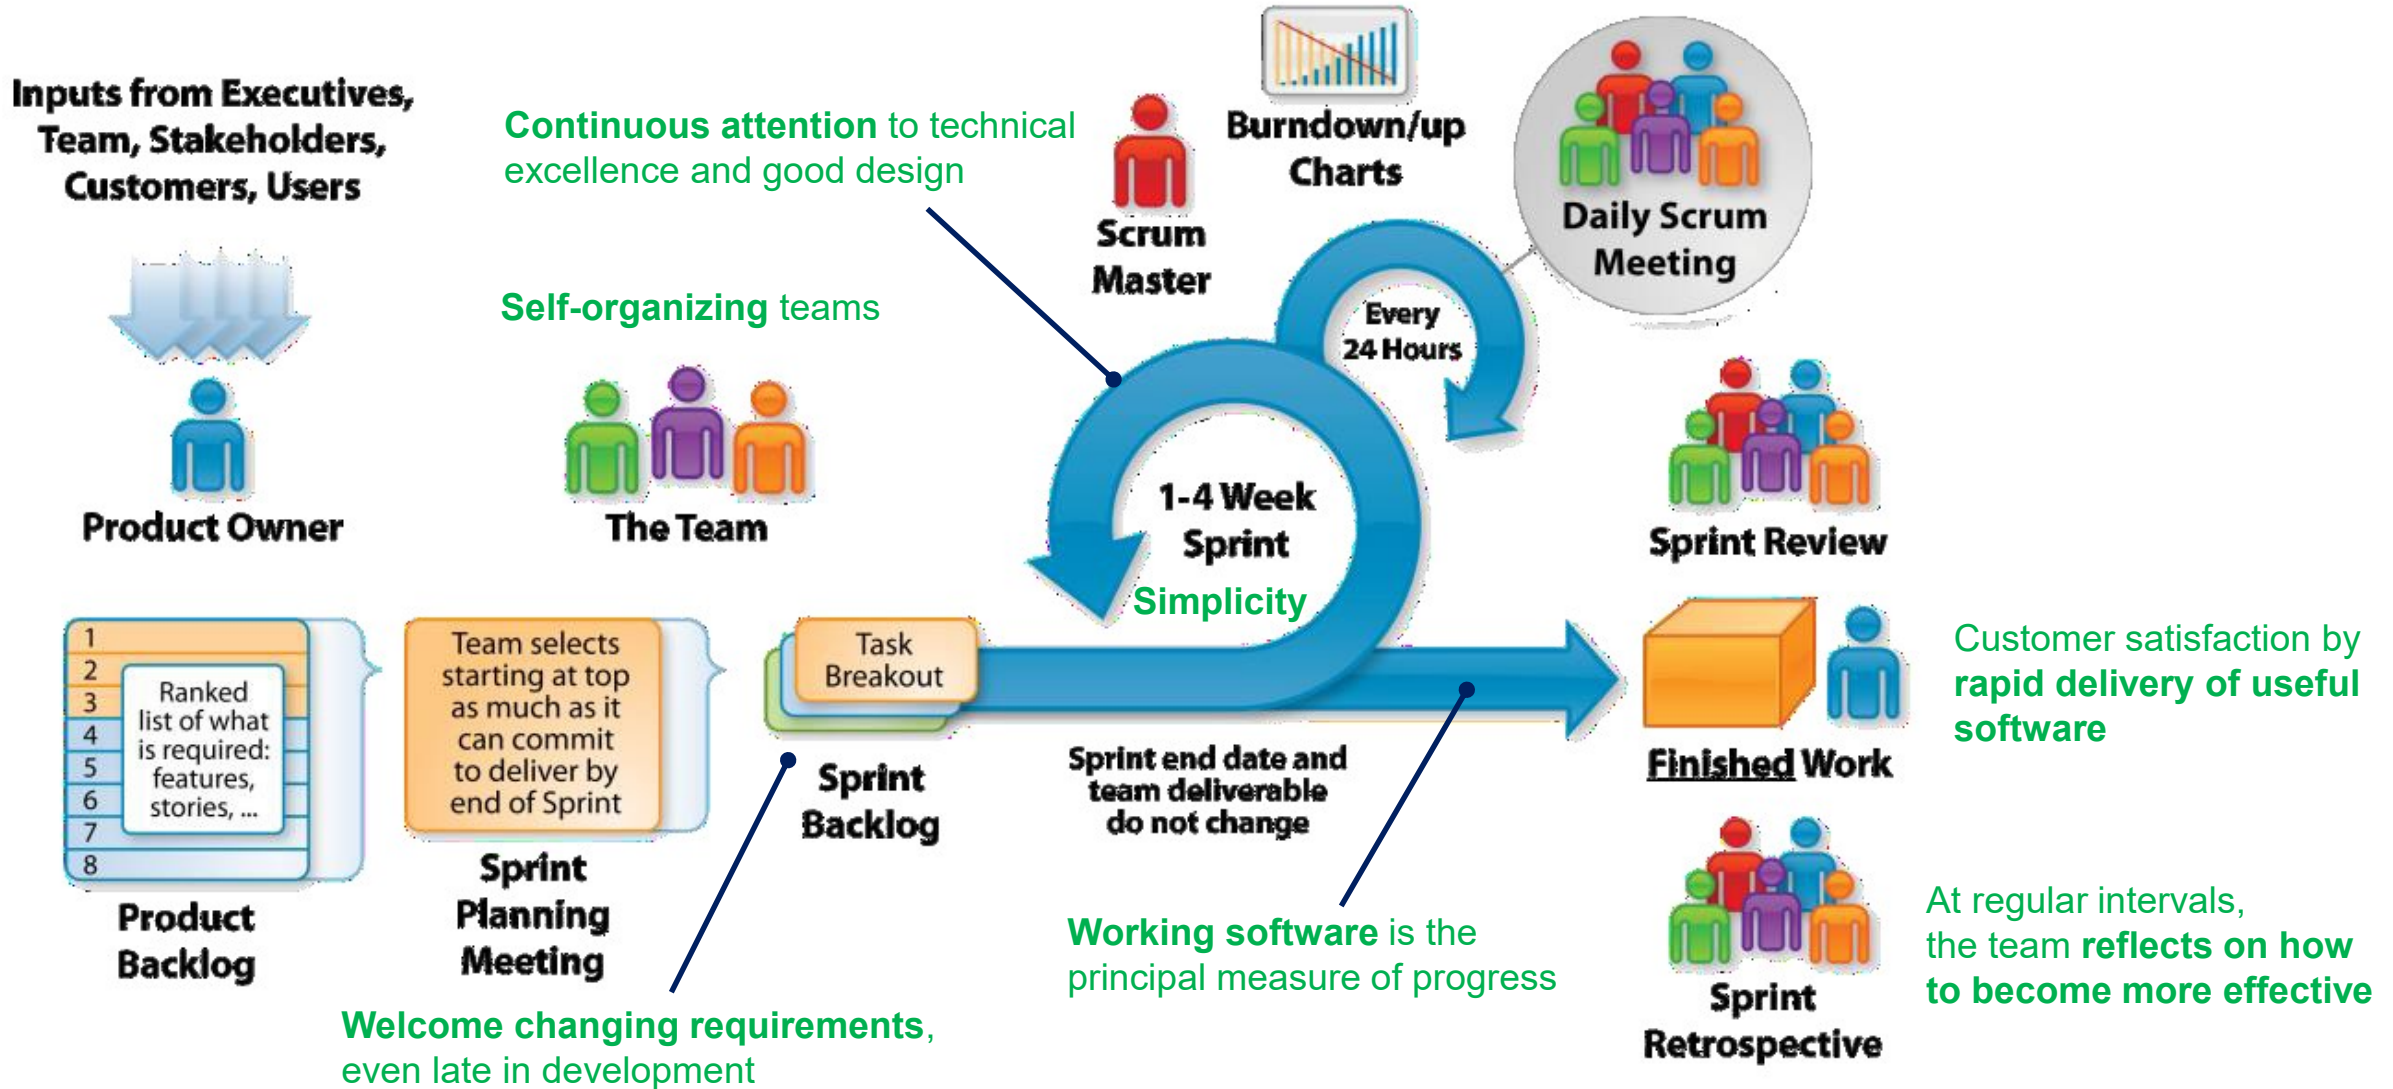 Inputs from Executives,
Team, Stakeholders,
Customers, Users
Product Owner
Continuous attention to technical
excellence and good design
Self-organizing teams
The Team
Scrum
Master
Burndown/up
Charts
Daily Scrum
Meeting
Every
24 Hours
1-4 Week
Sprint
Simplicity
Sprint Review
1
2
3
4
5
6
7
8
Ranked
list of what
is required:
features,
stories, ...
Product
Backlog
Team selects
starting at top
as much as it
can commit
to deliver by
end of Sprint
Sprint
Planning
Meeting
Task
Breakout
Sprint
Backlog
Sprint end date and
team deliverable
do not change
Finished Work
Customer satisfaction by
rapid delivery of useful
software
Welcome changing requirements,
even late in development
Working software is the
principal measure of progress
Sprint
Retrospective
At regular intervals,
the team reflects on how
to become more effective